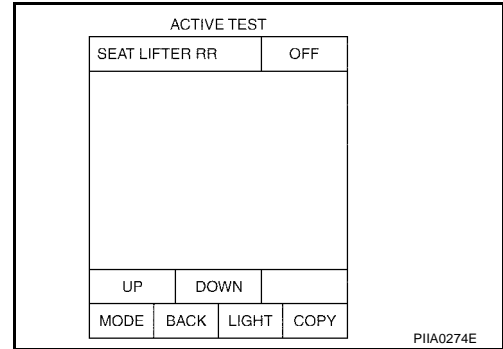 ACTIVE TEST
SEAT LIFTER RR OFF
UP DOWN
MODE BACK LIGHT COPY
PIIA0274E